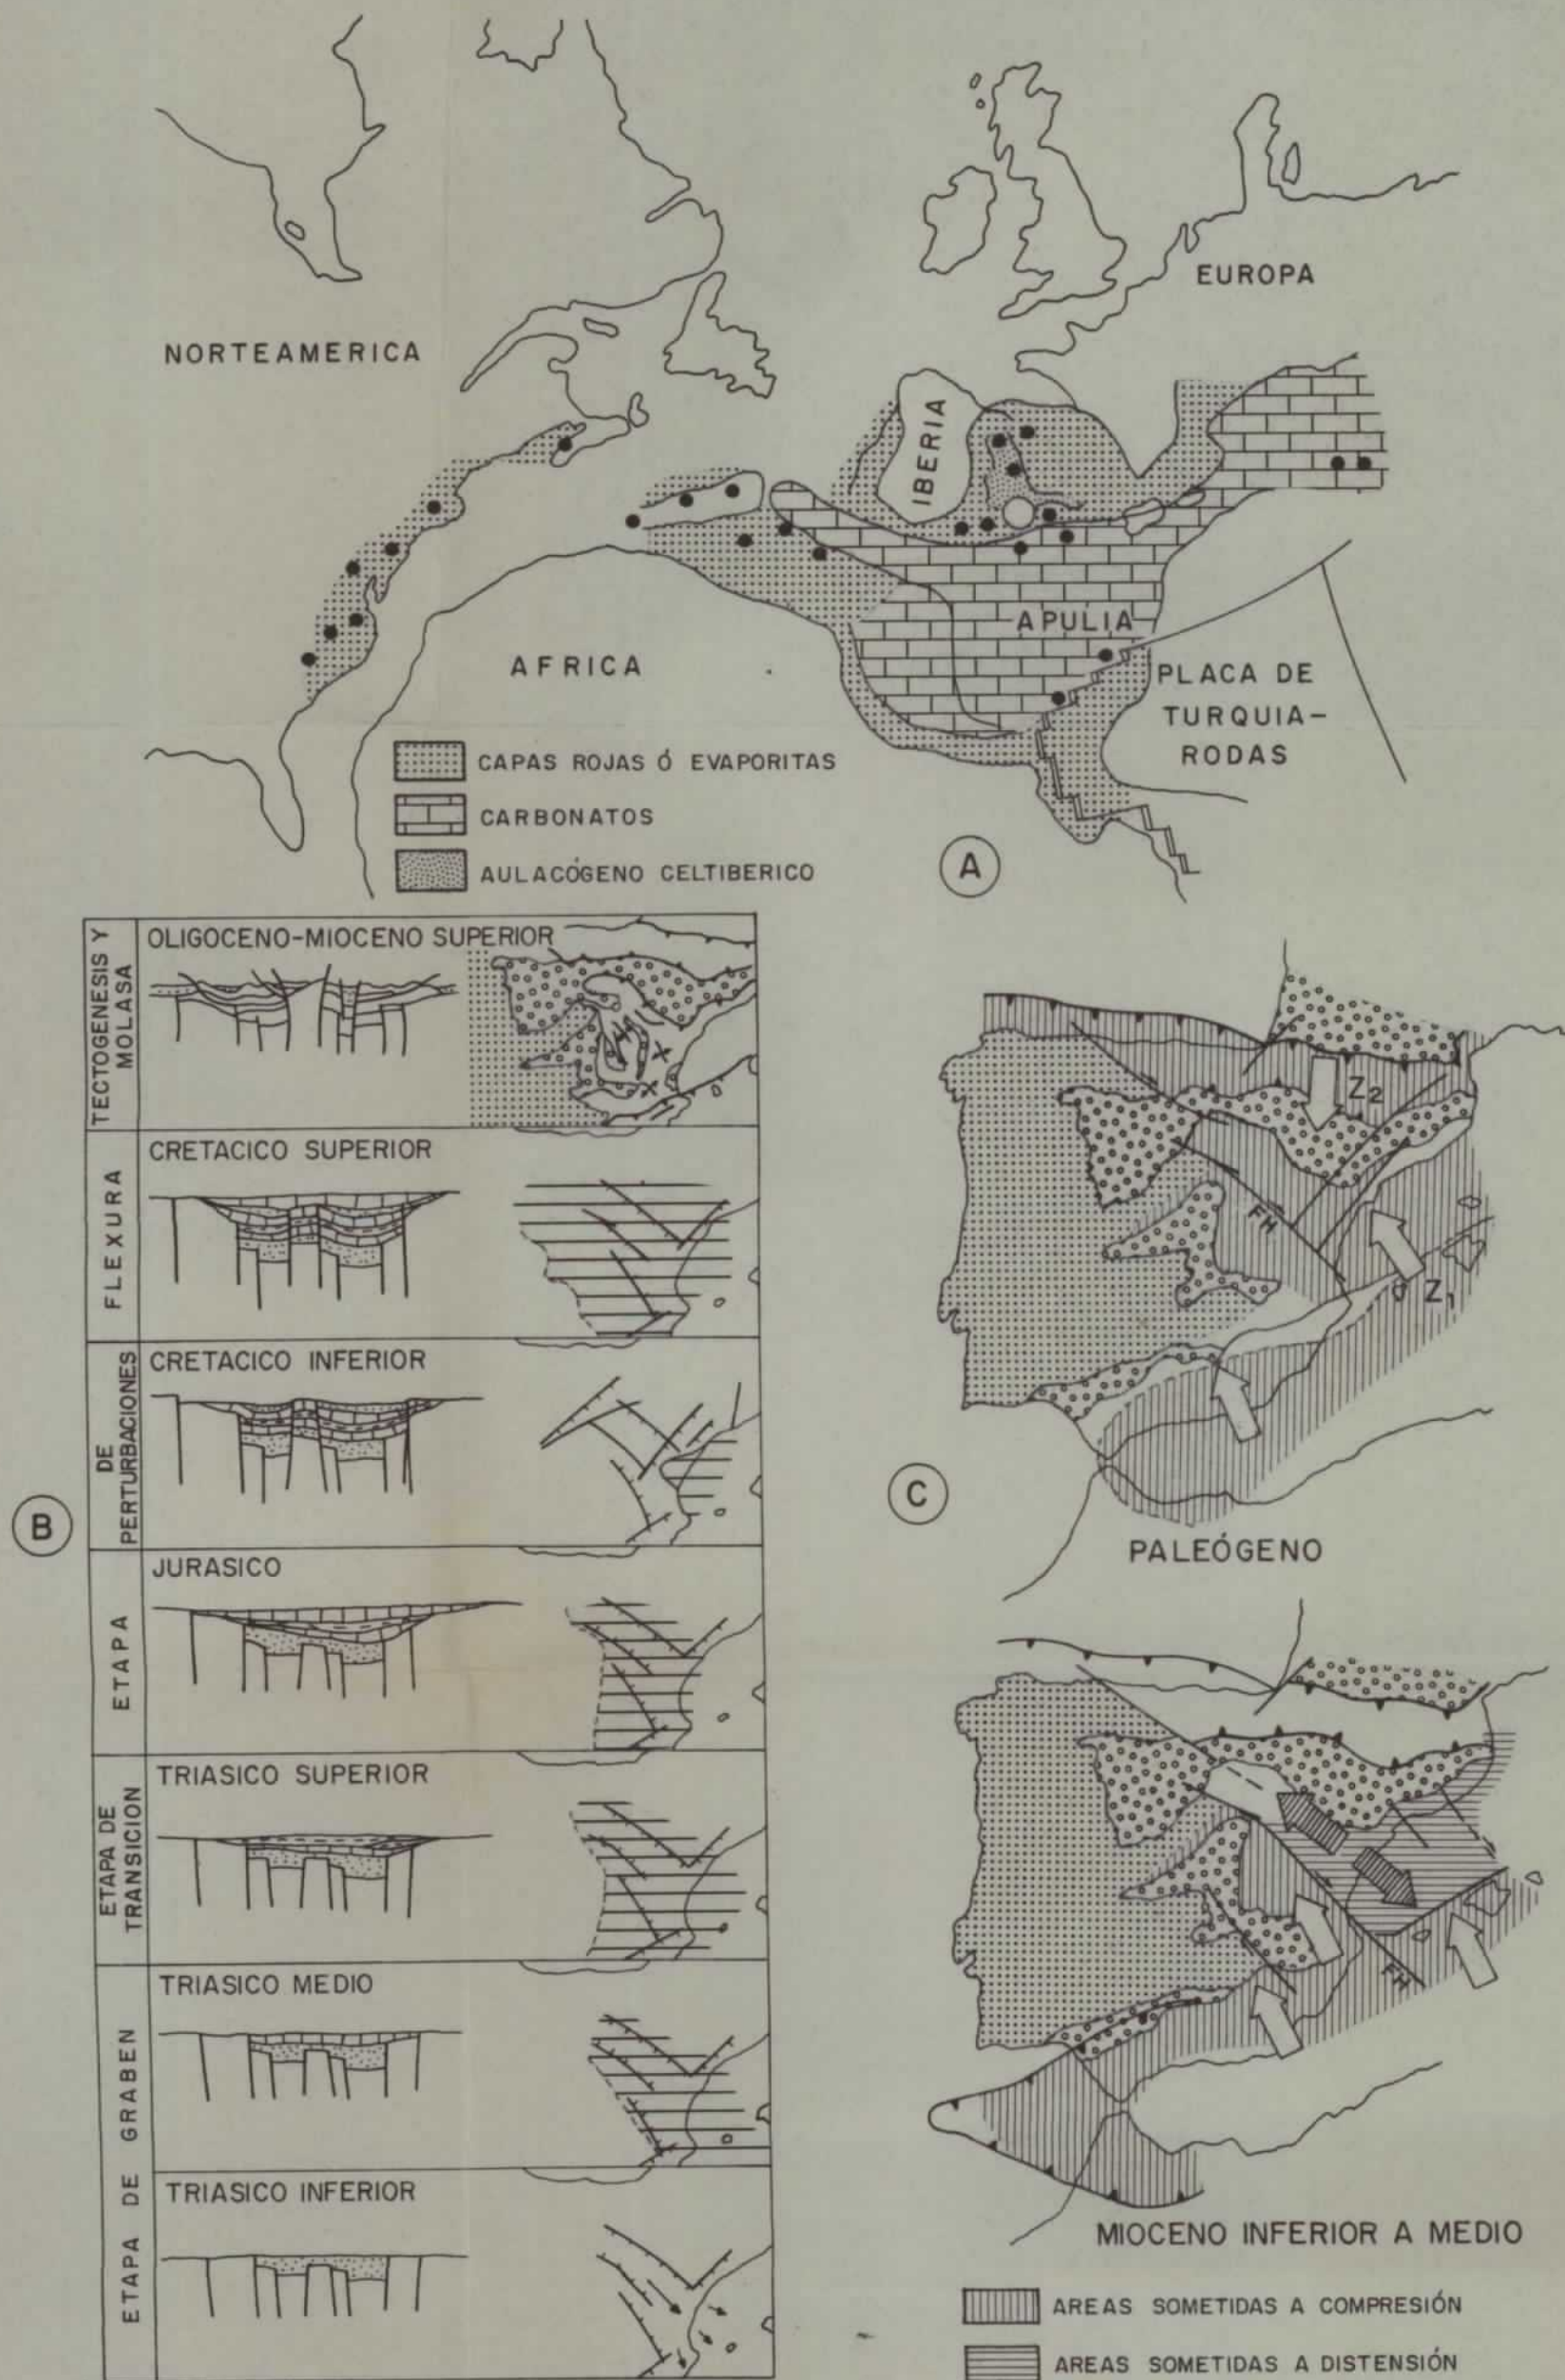 NORTEAMERICA
EUROPA
IBERIA
APULIA
AFRICA
PLACA DE
TURQUIA-
RODAS
CAPAS ROJAS Ó EVAPORITAS
CARBONATOS
AULACÓGENO CELTIBERICO
A
B
TECTOGENESIS Y
MOLASA
OLIGOCENO-MIOCENO SUPERIOR
FLEXURA
CRETACICO SUPERIOR
DE
PERTURBACIONES
CRETACICO INFERIOR
ETAPA
JURASICO
ETAPA DE
TRANSICION
TRIASICO SUPERIOR
ETAPA DE GRABEN
TRIASICO MEDIO
TRIASICO INFERIOR
C
Z2
FH
Z1
PALEÓGENO
FH
MIOCENO INFERIOR A MEDIO
AREAS SOMETIDAS A COMPRESIÓN
AREAS SOMETIDAS A DISTENSIÓN